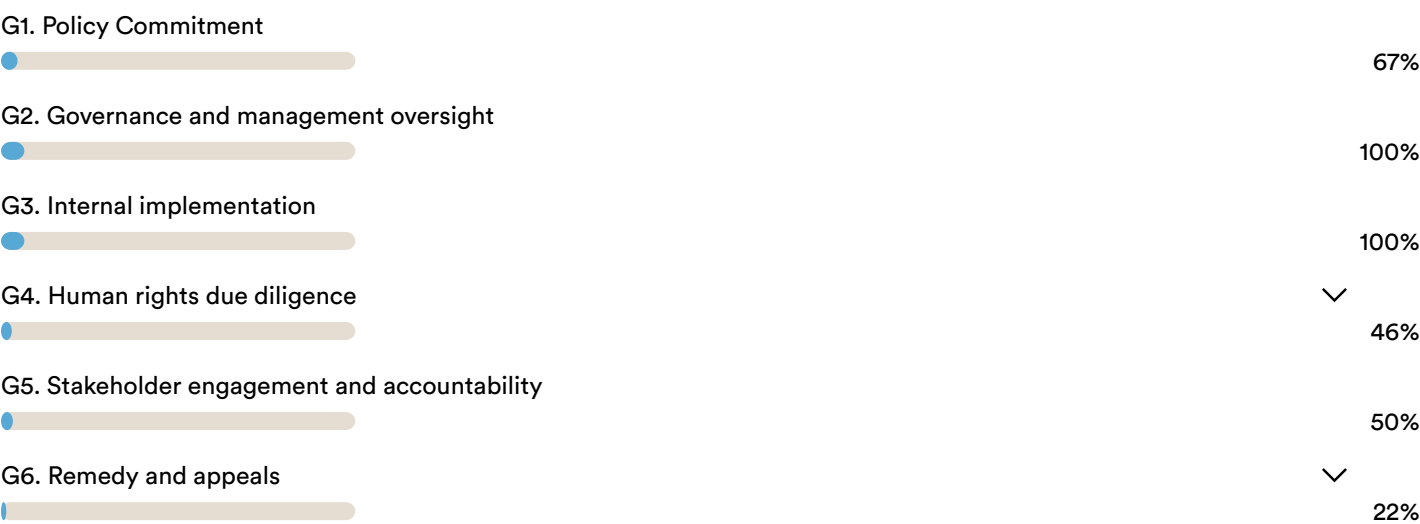 G1. Policy Commitment
67%
G2. Governance and management oversight
100%
G3. Internal implementation
100%
G4. Human rights due diligence
46%
G5. Stakeholder engagement and accountability
50%
G6. Remedy and appeals
22%